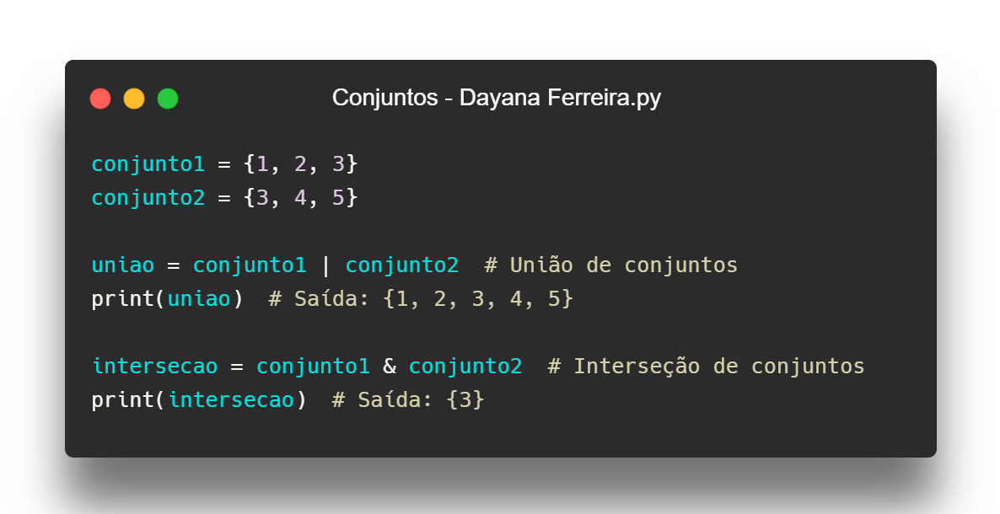 Conjuntos - Dayana Ferreira.py
conjunto1 = {1, 2, 3}
conjunto2 = {3, 4, 5}
uniao = conjunto1 | conjunto2  # União de conjuntos
print(uniao)  # Saída: {1, 2, 3, 4, 5}
intersecao = conjunto1 & conjunto2  # Interseção de conjuntos
print(intersecao)  # Saída: {3}